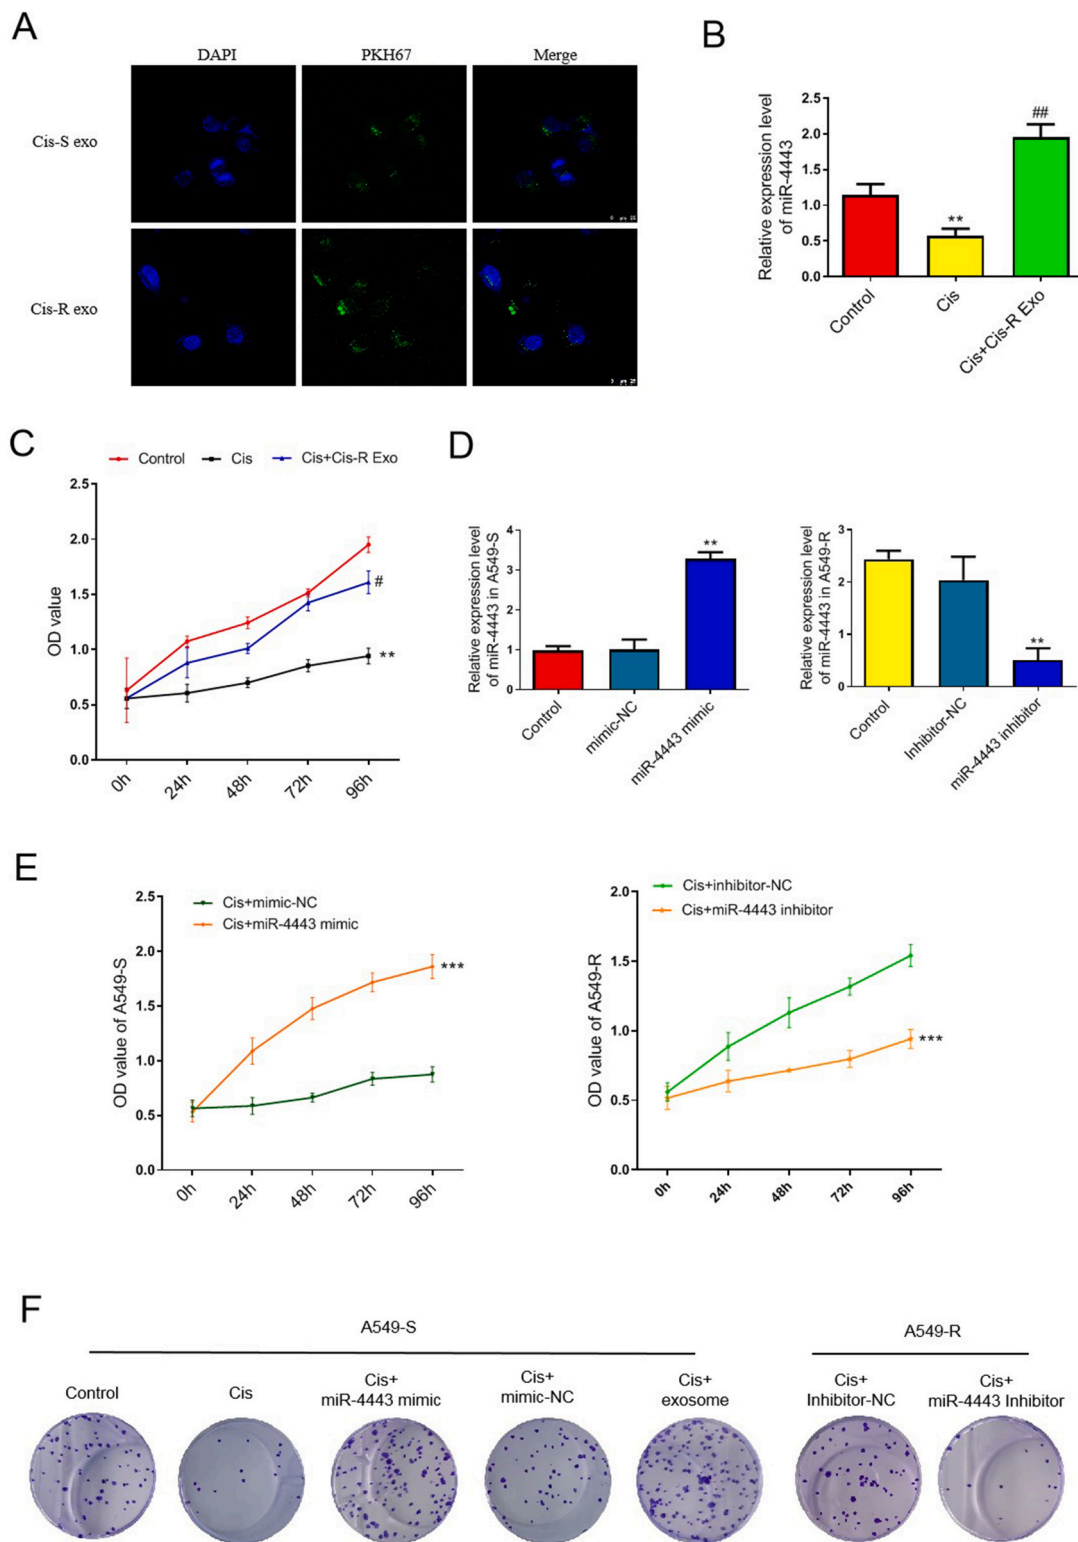 A
DAPI
PKH67
Merge
Cis-S exo
Cis-R exo
B
Relative expression level
of miR-4443
2.5
2.0
1.5
1.0
0.5
0.0
**
##
Control
Cis
Cis+Cis-R Exo
C
Control
Cis
Cis+Cis-R Exo
OD value
2.5
2.0
1.5
1.0
0.5
0.0
#
**
0h
24h
48h
72h
96h
D
Relative expression level
of miR-4443 in A549-S
4
3
2
1
0
**
Control
mimic-NC
miR-4443 mimic
Relative expression level
of miR-4443 in A549-R
3
2
1
0
**
Control
Inhibitor-NC
miR-4443 inhibitor
E
Cis+mimic-NC
Cis+miR-4443 mimic
OD value of A549-S
2.5
2.0
1.5
1.0
0.5
0.0
***
0h
24h
48h
72h
96h
Cis+inhibitor-NC
Cis+miR-4443 inhibitor
OD value of A549-R
2.0
1.5
1.0
0.5
0.0
***
0h
24h
48h
72h
96h
F
A549-S
A549-R
Control
Cis
Cis+
miR-4443 mimic
Cis+
mimic-NC
Cis+
exosome
Cis+
Inhibitor-NC
Cis+
miR-4443 Inhibitor